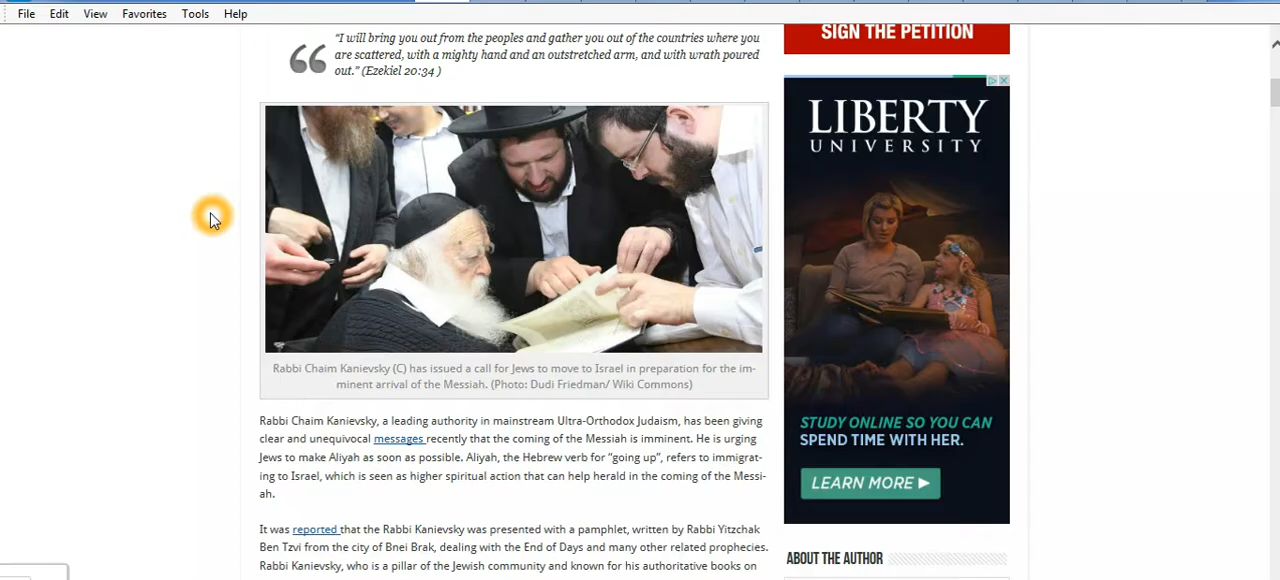 File Edit View Favorites Tools Help
“I will bring you out from the peoples and gather you out of the countries where you
are scattered, with a mighty hand and an outstretched arm, and with wrath poured
out.” (Ezekiel 20:34 )
Rabbi Chaim Kanievsky (C) has issued a call for Jews to move to Israel in preparation for the im-
minent arrival of the Messiah. (Photo: Dudi Friedman/ Wiki Commons)
Rabbi Chaim Kanievsky, a leading authority in mainstream Ultra-Orthodox Judaism, has been giving
clear and unequivocal messages recently that the coming of the Messiah is imminent. He is urging
Jews to make Aliyah as soon as possible. Aliyah, the Hebrew verb for “going up”, refers to immigrat-
ing to Israel, which is seen as higher spiritual action that can help herald in the coming of the Messi-
ah.
It was reported that the Rabbi Kanievsky was presented with a pamphlet, written by Rabbi Yitzchak
Ben Tzvi from the city of Bnei Brak, dealing with the End of Days and many other related prophecies.
Rabbi Kanievsky, who is a pillar of the Jewish community and known for his authoritative books on
SIGN THE PETITION
LIBERTY
UNIVERSITY
STUDY ONLINE SO YOU CAN
SPEND TIME WITH HER.
LEARN MORE ▶
ABOUT THE AUTHOR